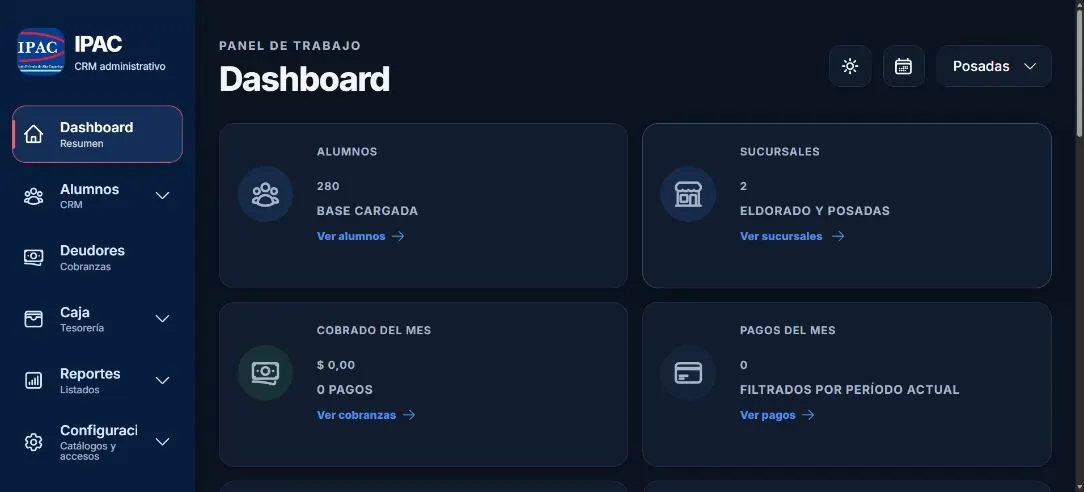 IPAC
IPAC
CRM administrativo
Dashboard
Resumen
Alumnos
CRM
Deudores
Cobranzas
Caja
Tesorería
Reportes
Listados
Configuraci
Catálogos y
accesos
PANEL DE TRABAJO
Dashboard
Posadas
ALUMNOS
280
BASE CARGADA
Ver alumnos
SUCURSALES
2
ELDORADO Y POSADAS
Ver sucursales
COBRADO DEL MES
$ 0,00
0 PAGOS
Ver cobranzas
PAGOS DEL MES
0
FILTRADOS POR PERÍODO ACTUAL
Ver pagos